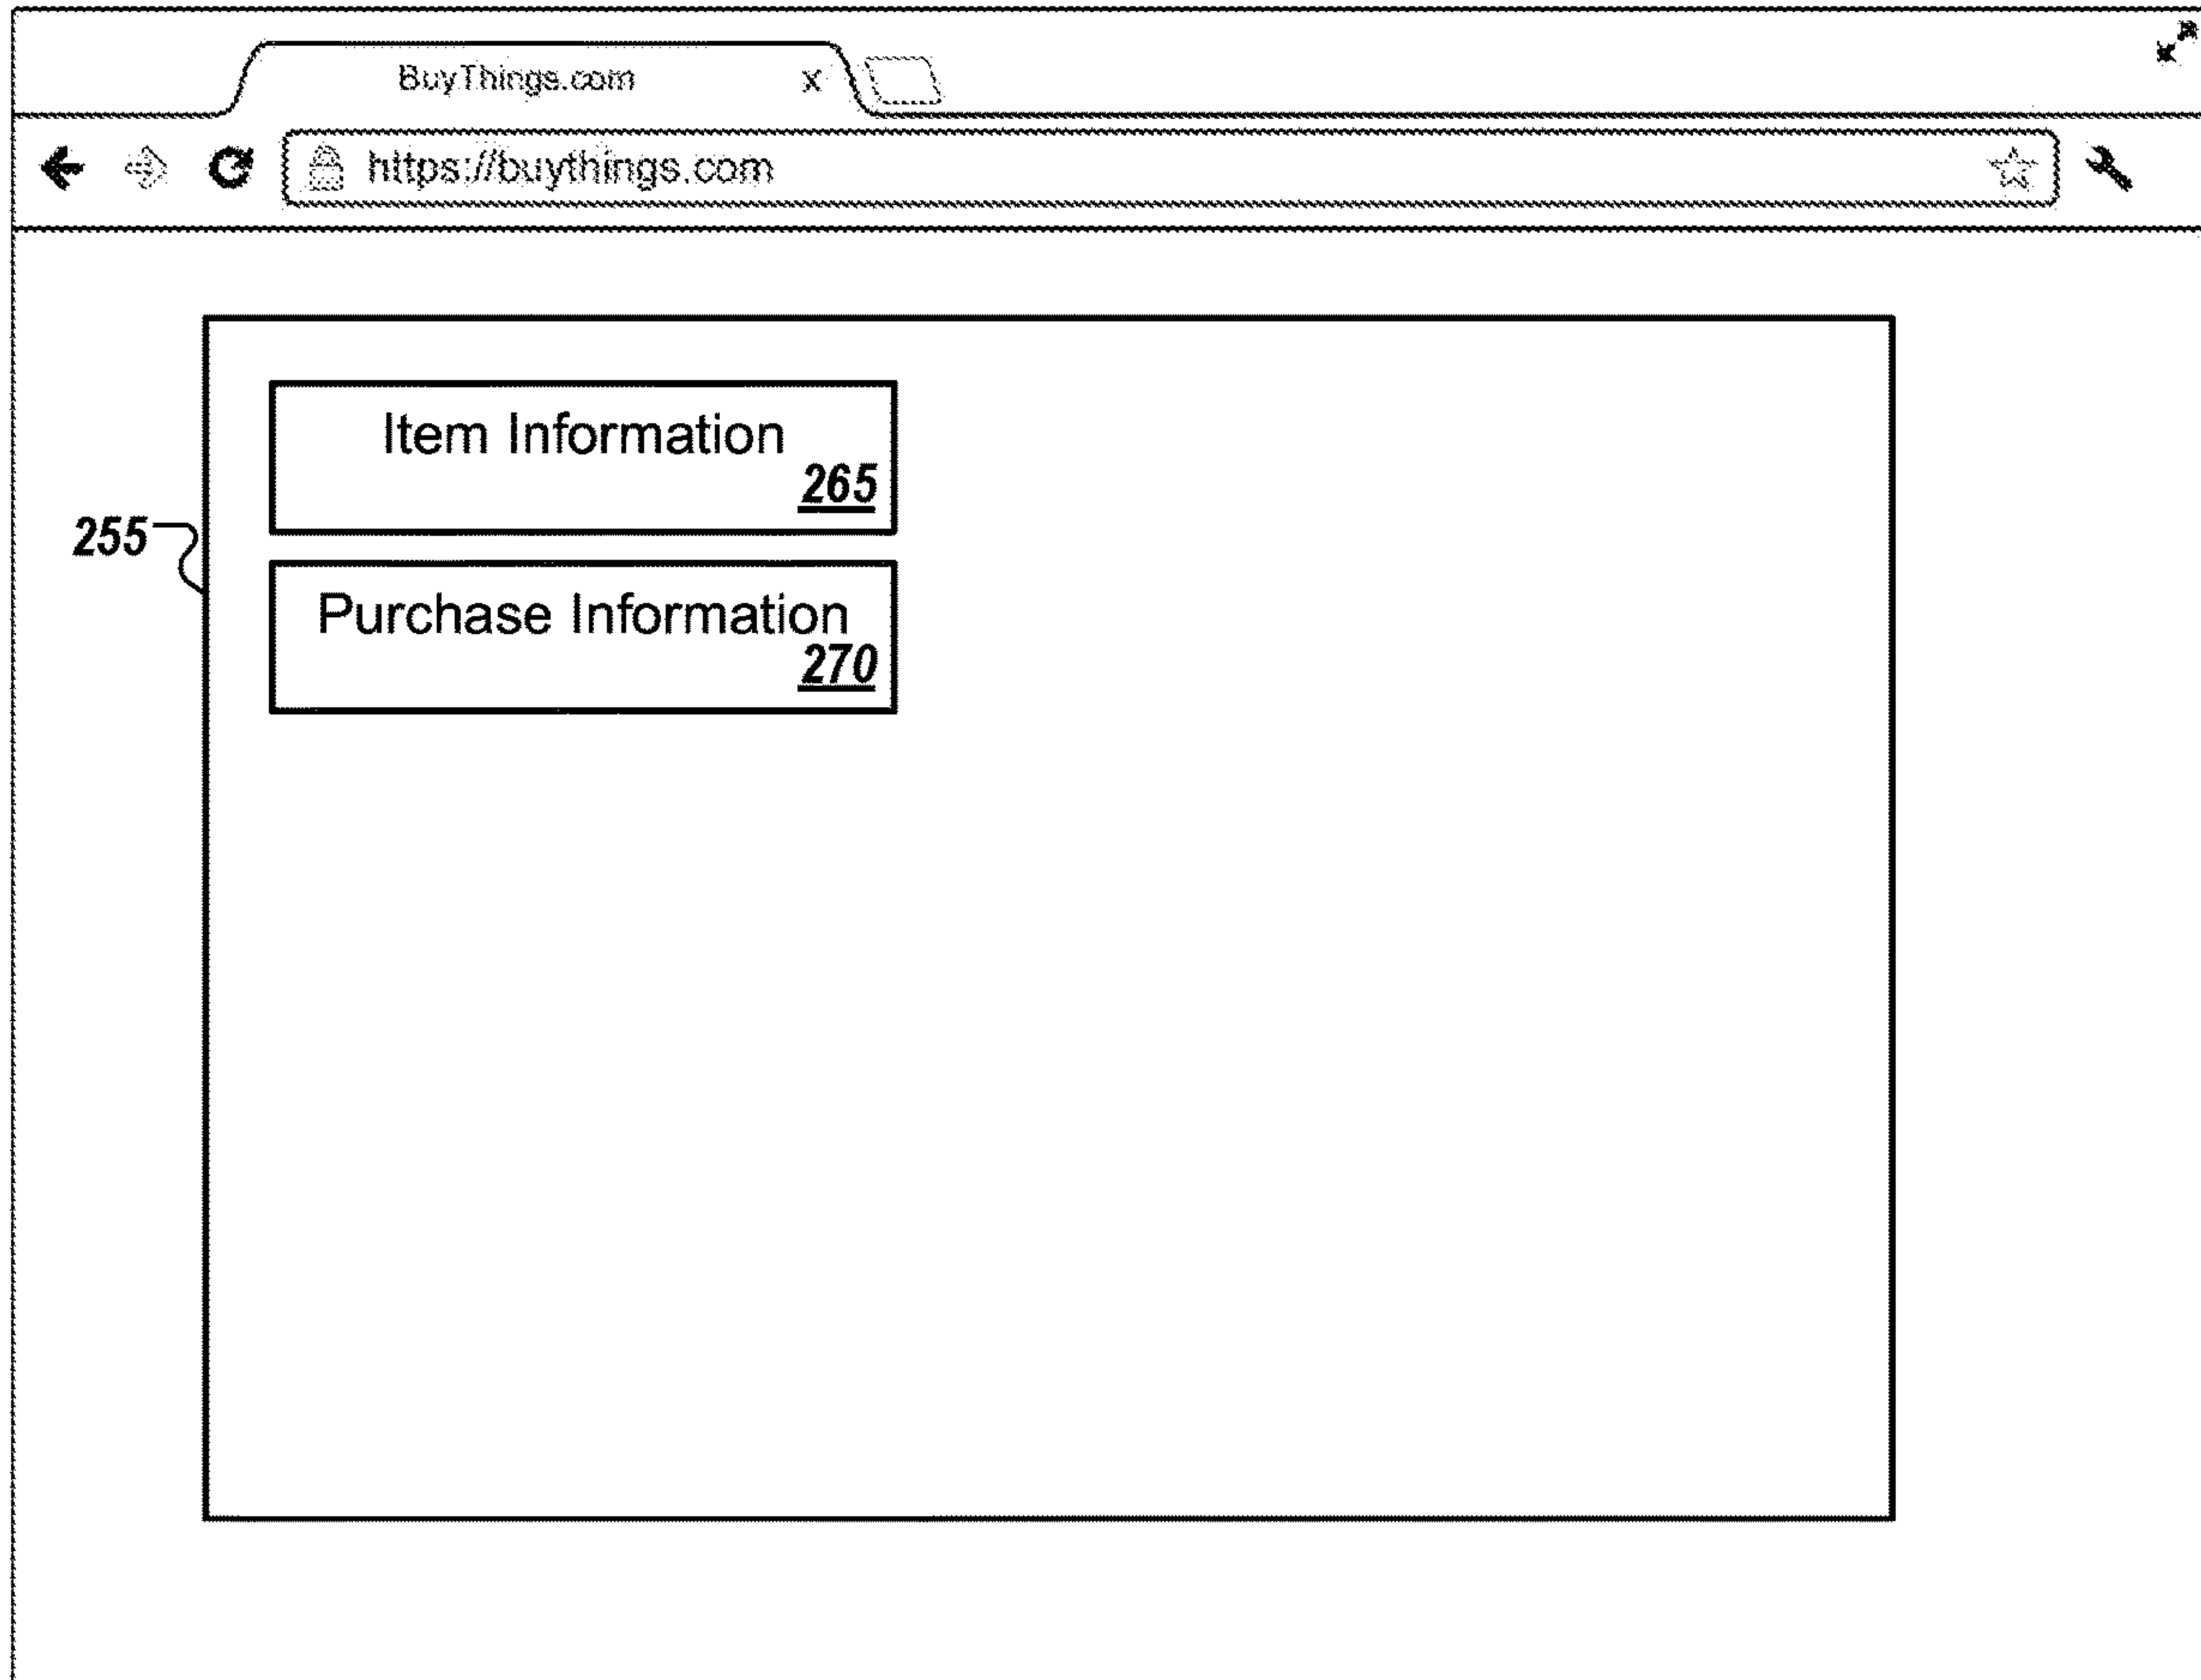 BuyThings.com x
https://buythings.com
Item Information
265
255
Purchase Information
270